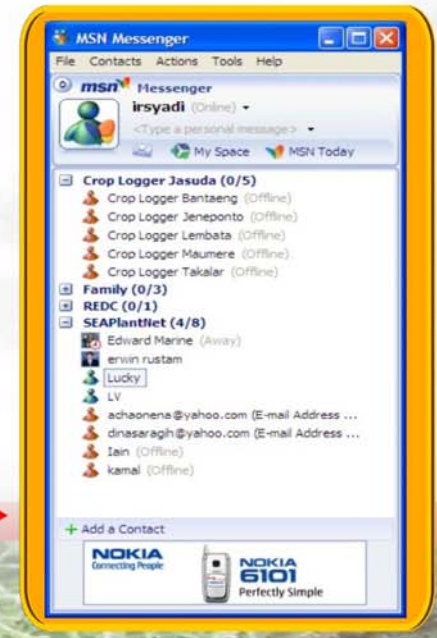 MSN Messenger
File Contacts Actions Tools Help
msn Messenger
irsyadi (Online)
<Type a personal message>
My Space MSN Today
Crop Logger Jasuda (0/5)
Crop Logger Bantaeng (Offline)
Crop Logger Jeneponto (Offline)
Crop Logger Lembata (Offline)
Crop Logger Maumere (Offline)
Crop Logger Takalar (Offline)
Family (0/3)
REDC (0/1)
SEAPlantNet (4/8)
Edward Marine (Away)
erwin rustam
Lucky
LV
achaonena@yahoo.com (E-mail Address ...
dinasaragih@yahoo.com (E-mail Address ...
Iain (Offline)
kamal (Offline)
Add a Contact
NOKIA
Connecting People
NOKIA
6101
Perfectly Simple